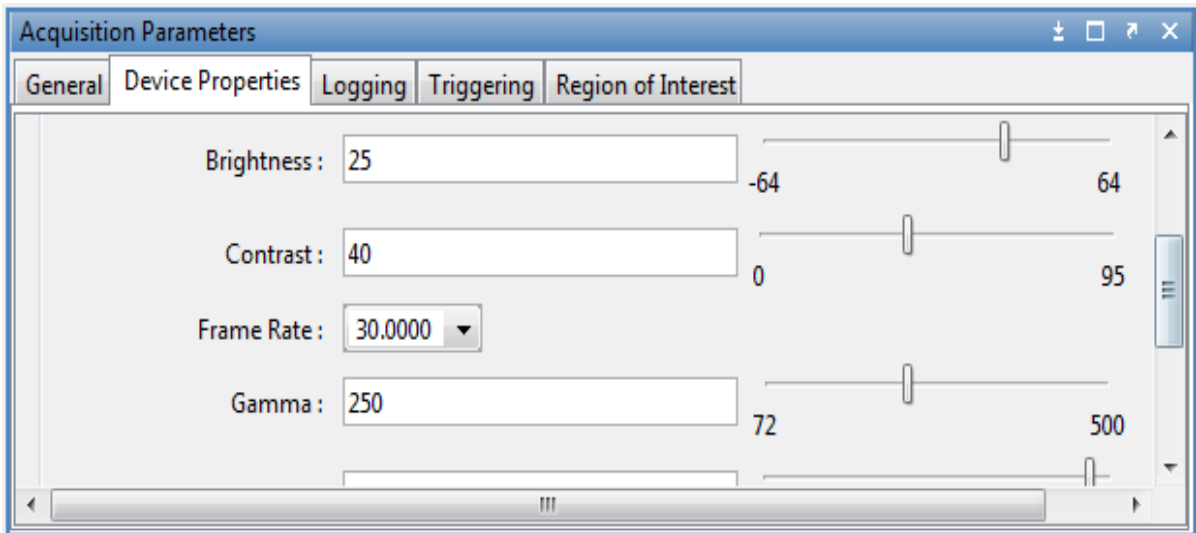 Acquisition Parameters
General Device Properties Logging Triggering Region of Interest
Brightness : 25
-64 64
Contrast : 40
0 95
Frame Rate : 30.0000
Gamma : 250
72 500